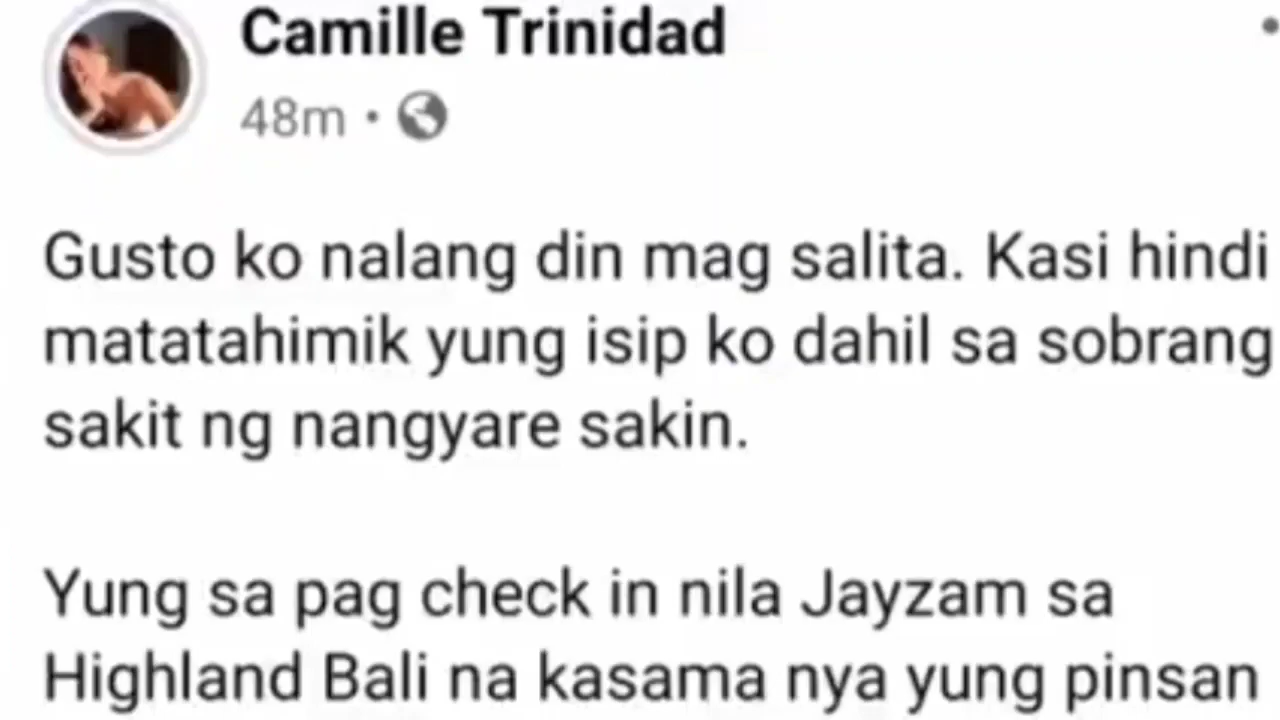 Camille Trinidad
48m •
Gusto ko nalang din mag salita. Kasi hindi
matatahimik yung isip ko dahil sa sobrang
sakit ng nangyare sakin.
Yung sa pag check in nila Jayzam sa
Highland Bali na kasama nya yung pinsan